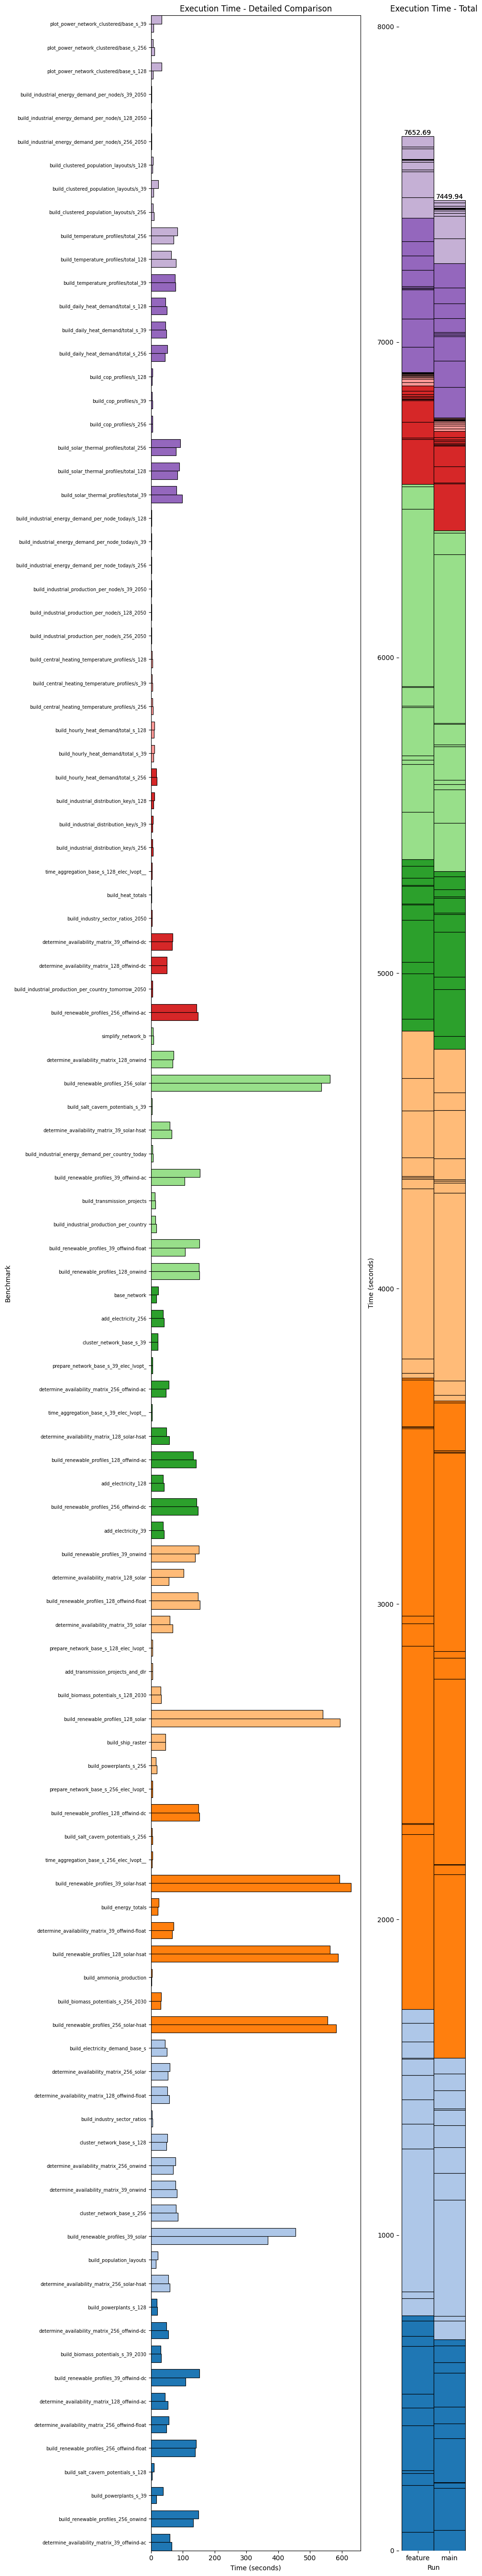 Execution Time - Detailed Comparison
Execution Time - Total
plot_power_network_clustered/base_s_39
plot_power_network_clustered/base_s_256
plot_power_network_clustered/base_s_128
build_industrial_energy_demand_per_node/s_39_2050
build_industrial_energy_demand_per_node/s_128_2050
build_industrial_energy_demand_per_node/s_256_2050
build_clustered_population_layouts/s_128
build_clustered_population_layouts/s_39
build_clustered_population_layouts/s_256
build_temperature_profiles/total_256
build_temperature_profiles/total_128
build_temperature_profiles/total_39
build_daily_heat_demand/total_s_128
build_daily_heat_demand/total_s_39
build_daily_heat_demand/total_s_256
build_cop_profiles/s_128
build_cop_profiles/s_39
build_cop_profiles/s_256
build_solar_thermal_profiles/total_256
build_solar_thermal_profiles/total_128
build_solar_thermal_profiles/total_39
build_industrial_energy_demand_per_node_today/s_128
build_industrial_energy_demand_per_node_today/s_39
build_industrial_energy_demand_per_node_today/s_256
build_industrial_production_per_node/s_39_2050
build_industrial_production_per_node/s_128_2050
build_industrial_production_per_node/s_256_2050
build_central_heating_temperature_profiles/s_128
build_central_heating_temperature_profiles/s_39
build_central_heating_temperature_profiles/s_256
build_hourly_heat_demand/total_s_128
build_hourly_heat_demand/total_s_39
build_hourly_heat_demand/total_s_256
build_industrial_distribution_key/s_128
build_industrial_distribution_key/s_39
build_industrial_distribution_key/s_256
time_aggregation_base_s_128_elec_lvopt__
build_heat_totals
build_industry_sector_ratios_2050
determine_availability_matrix_39_offwind-dc
determine_availability_matrix_128_offwind-dc
build_industrial_production_per_country_tomorrow_2050
build_renewable_profiles_256_offwind-ac
simplify_network_b
determine_availability_matrix_128_onwind
build_renewable_profiles_256_solar
build_salt_cavern_potentials_s_39
determine_availability_matrix_39_solar-hsat
build_industrial_energy_demand_per_country_today
build_renewable_profiles_39_offwind-ac
build_transmission_projects
build_industrial_production_per_country
build_renewable_profiles_39_offwind-float
build_renewable_profiles_128_onwind
base_network
add_electricity_256
cluster_network_base_s_39
prepare_network_base_s_39_elec_lvopt_
determine_availability_matrix_256_offwind-ac
time_aggregation_base_s_39_elec_lvopt__
determine_availability_matrix_128_solar-hsat
build_renewable_profiles_128_offwind-ac
add_electricity_128
build_renewable_profiles_256_offwind-dc
add_electricity_39
build_renewable_profiles_39_onwind
determine_availability_matrix_128_solar
build_renewable_profiles_128_offwind-float
determine_availability_matrix_39_solar
prepare_network_base_s_128_elec_lvopt_
add_transmission_projects_and_dlr
build_biomass_potentials_s_128_2030
build_renewable_profiles_128_solar
build_ship_raster
build_powerplants_s_256
prepare_network_base_s_256_elec_lvopt_
build_renewable_profiles_128_offwind-dc
build_salt_cavern_potentials_s_256
time_aggregation_base_s_256_elec_lvopt__
build_renewable_profiles_39_solar-hsat
build_energy_totals
determine_availability_matrix_39_offwind-float
build_renewable_profiles_128_solar-hsat
build_ammonia_production
build_biomass_potentials_s_256_2030
build_renewable_profiles_256_solar-hsat
build_electricity_demand_base_s
determine_availability_matrix_256_solar
determine_availability_matrix_128_offwind-float
build_industry_sector_ratios
cluster_network_base_s_128
determine_availability_matrix_256_onwind
determine_availability_matrix_39_onwind
cluster_network_base_s_256
build_renewable_profiles_39_solar
build_population_layouts
determine_availability_matrix_256_solar-hsat
build_powerplants_s_128
determine_availability_matrix_256_offwind-dc
build_biomass_potentials_s_39_2030
build_renewable_profiles_39_offwind-dc
determine_availability_matrix_128_offwind-ac
determine_availability_matrix_256_offwind-float
build_renewable_profiles_256_offwind-float
build_salt_cavern_potentials_s_128
build_powerplants_s_39
build_renewable_profiles_256_onwind
determine_availability_matrix_39_offwind-ac
Benchmark
0 100 200 300 400 500 600
Time (seconds)
8000
7000
6000
5000
4000
3000
2000
1000
0
Time (seconds)
7652.69
7449.94
feature main
Run